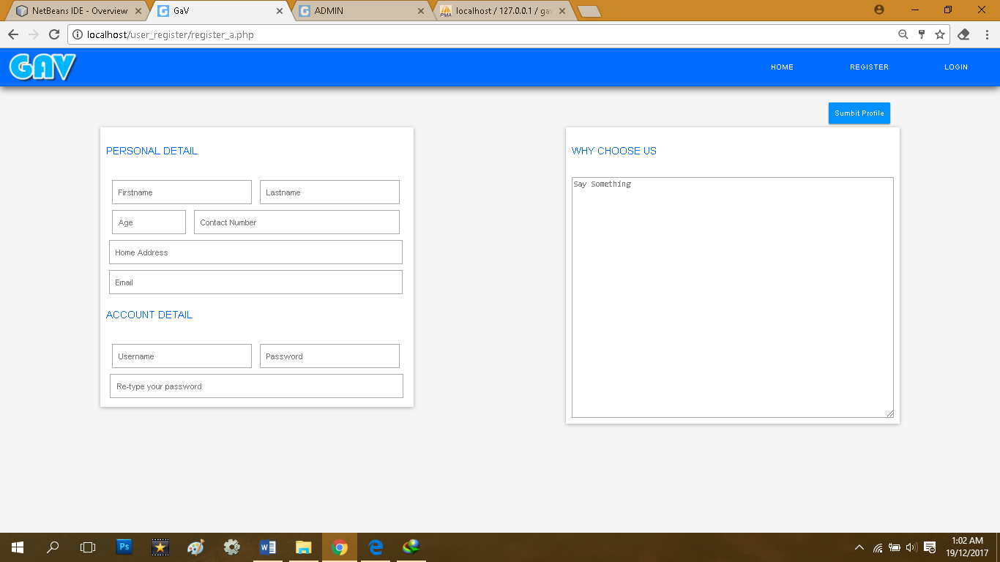 NetBeans IDE - Overview
GaV
ADMIN
localhost / 127.0.0.1 / gav
localhost/user_register/register_a.php
GAV
HOME
REGISTER
LOGIN
Sumbit Profile
PERSONAL DETAIL
Firstname
Lastname
Age
Contact Number
Home Address
Email
ACCOUNT DETAIL
Username
Password
Re-type your password
WHY CHOOSE US
Say Something
Ps
W
1:02 AM
19/12/2017